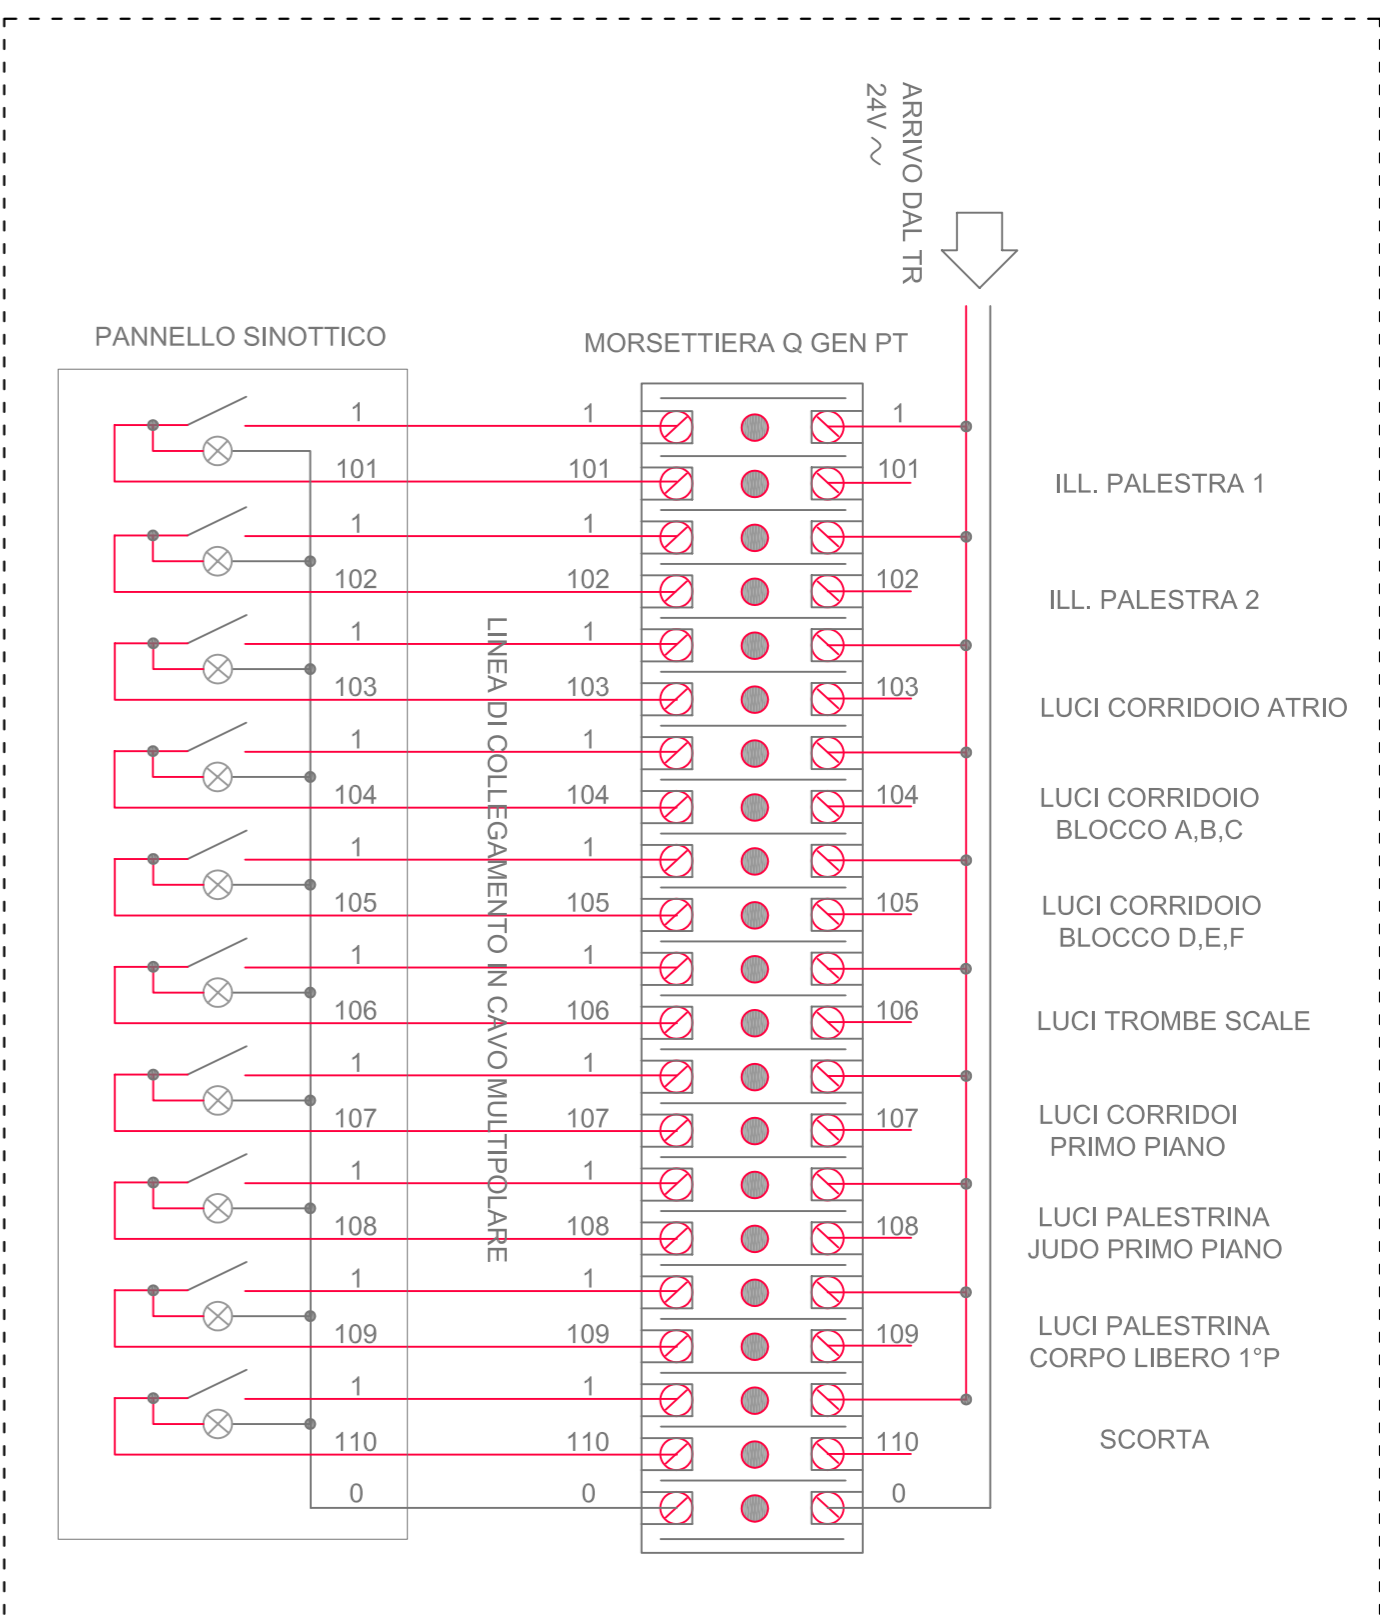 ARRIVO DAL TR
24V ~
PANNELLO SINOTTICO
MORSETTIERA Q GEN PT
1 1 1
101 101 101 ILL. PALESTRA 1
1 1
102 102 102 ILL. PALESTRA 2
1 1
103 103 103 LUCI CORRIDOIO ATRIO
1 1
104 104 104 LUCI CORRIDOIO
BLOCCO A,B,C
1 1
105 105 105 LUCI CORRIDOIO
BLOCCO D,E,F
1 1
106 106 106 LUCI TROMBE SCALE
1 1
107 107 107 LUCI CORRIDOI
PRIMO PIANO
1 1
108 108 108 LUCI PALESTRINA
JUDO PRIMO PIANO
1 1
109 109 109 LUCI PALESTRINA
CORPO LIBERO 1°P
1 1
110 110 110 SCORTA
0 0 0
LINEA DI COLLEGAMENTO IN CAVO MULTIPOLARE